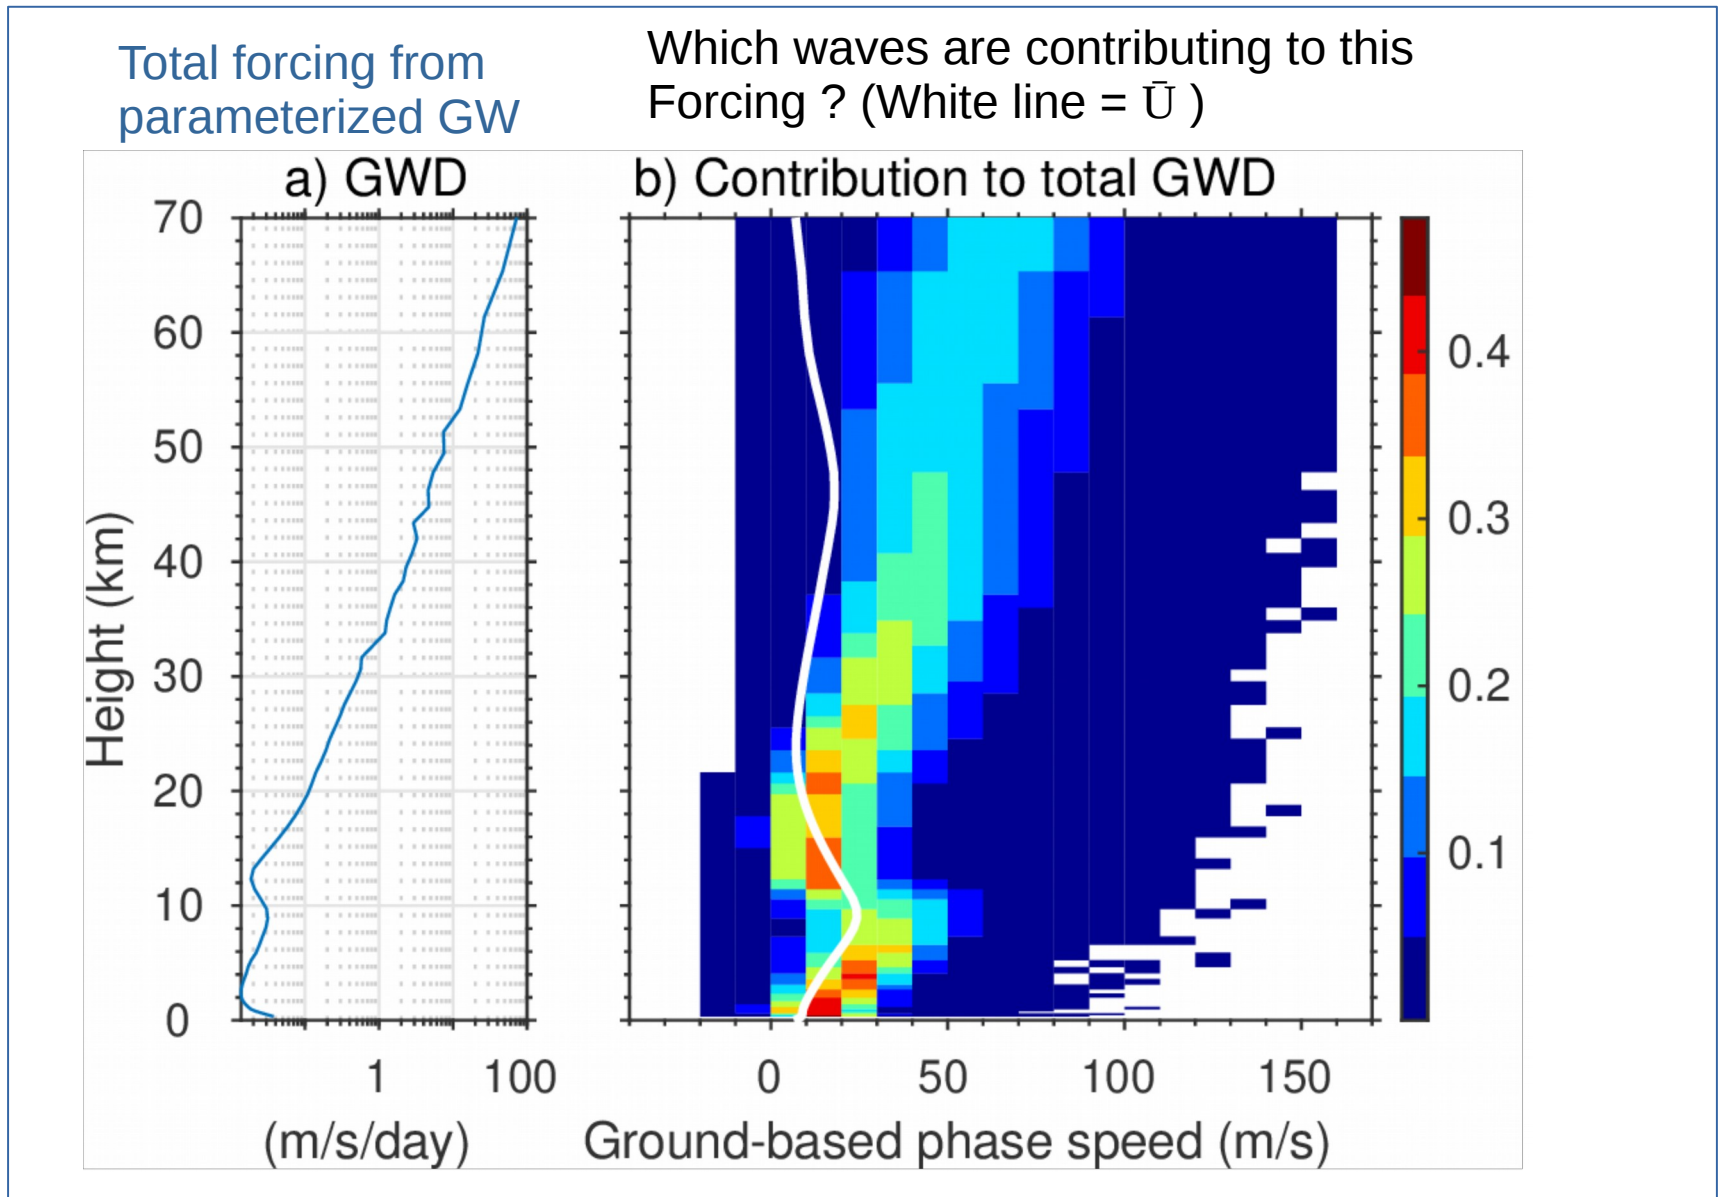 Total forcing from
parameterized GW
Which waves are contributing to this
Forcing ? (White line = Ū )
a) GWD
b) Contribution to total GWD
70
60
50
40
30
20
10
0
Height (km)
1
100
(m/s/day)
0
50
100
150
Ground-based phase speed (m/s)
0.4
0.3
0.2
0.1